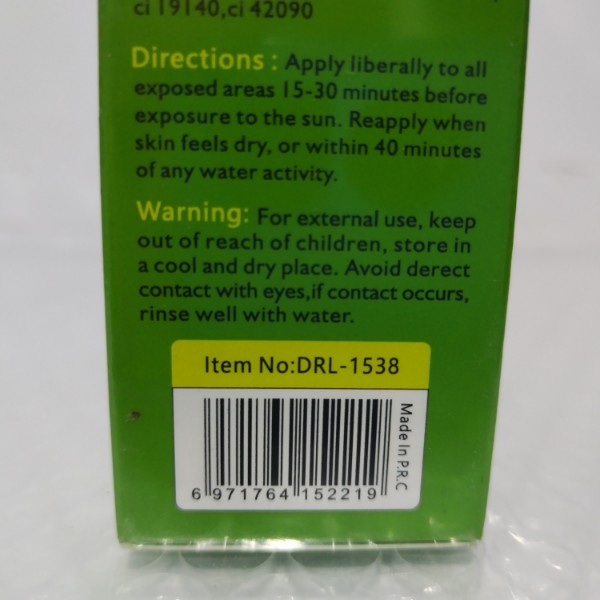 ci 19140,ci 42090
Directions : Apply liberally to all
exposed areas 15-30 minutes before
exposure to the sun. Reapply when
skin feels dry, or within 40 minutes
of any water activity.
Warning: For external use, keep
out of reach of children, store in
a cool and dry place. Avoid derect
contact with eyes,if contact occurs,
rinse well with water.
Item No:DRL-1538
Made In P.R.C
6 971764 152219